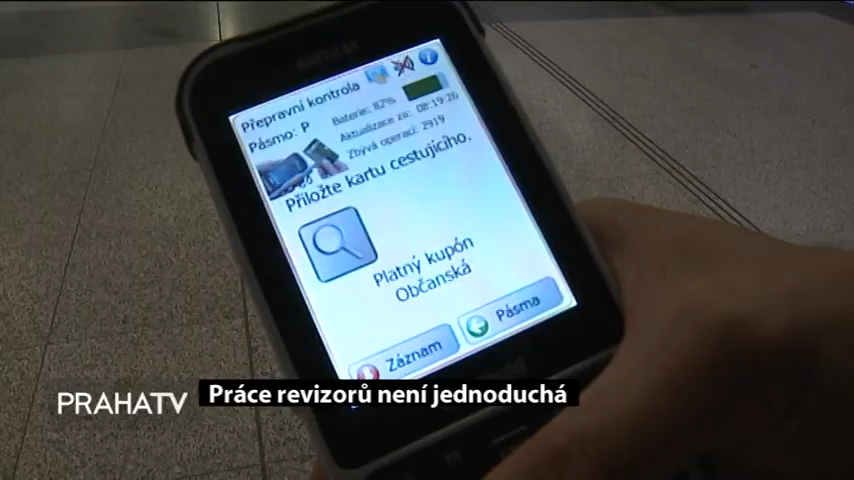 Přepravní kontrola
Pásmo: P
Baterie: 82%
Aktualizace za: 08:19:26
Zbývá operací: 2919
Přiložte kartu cestujícího.
Platný kupón
Občanská
Záznam
Pásma
PRAHATV
Práce revizorů není jednoduchá